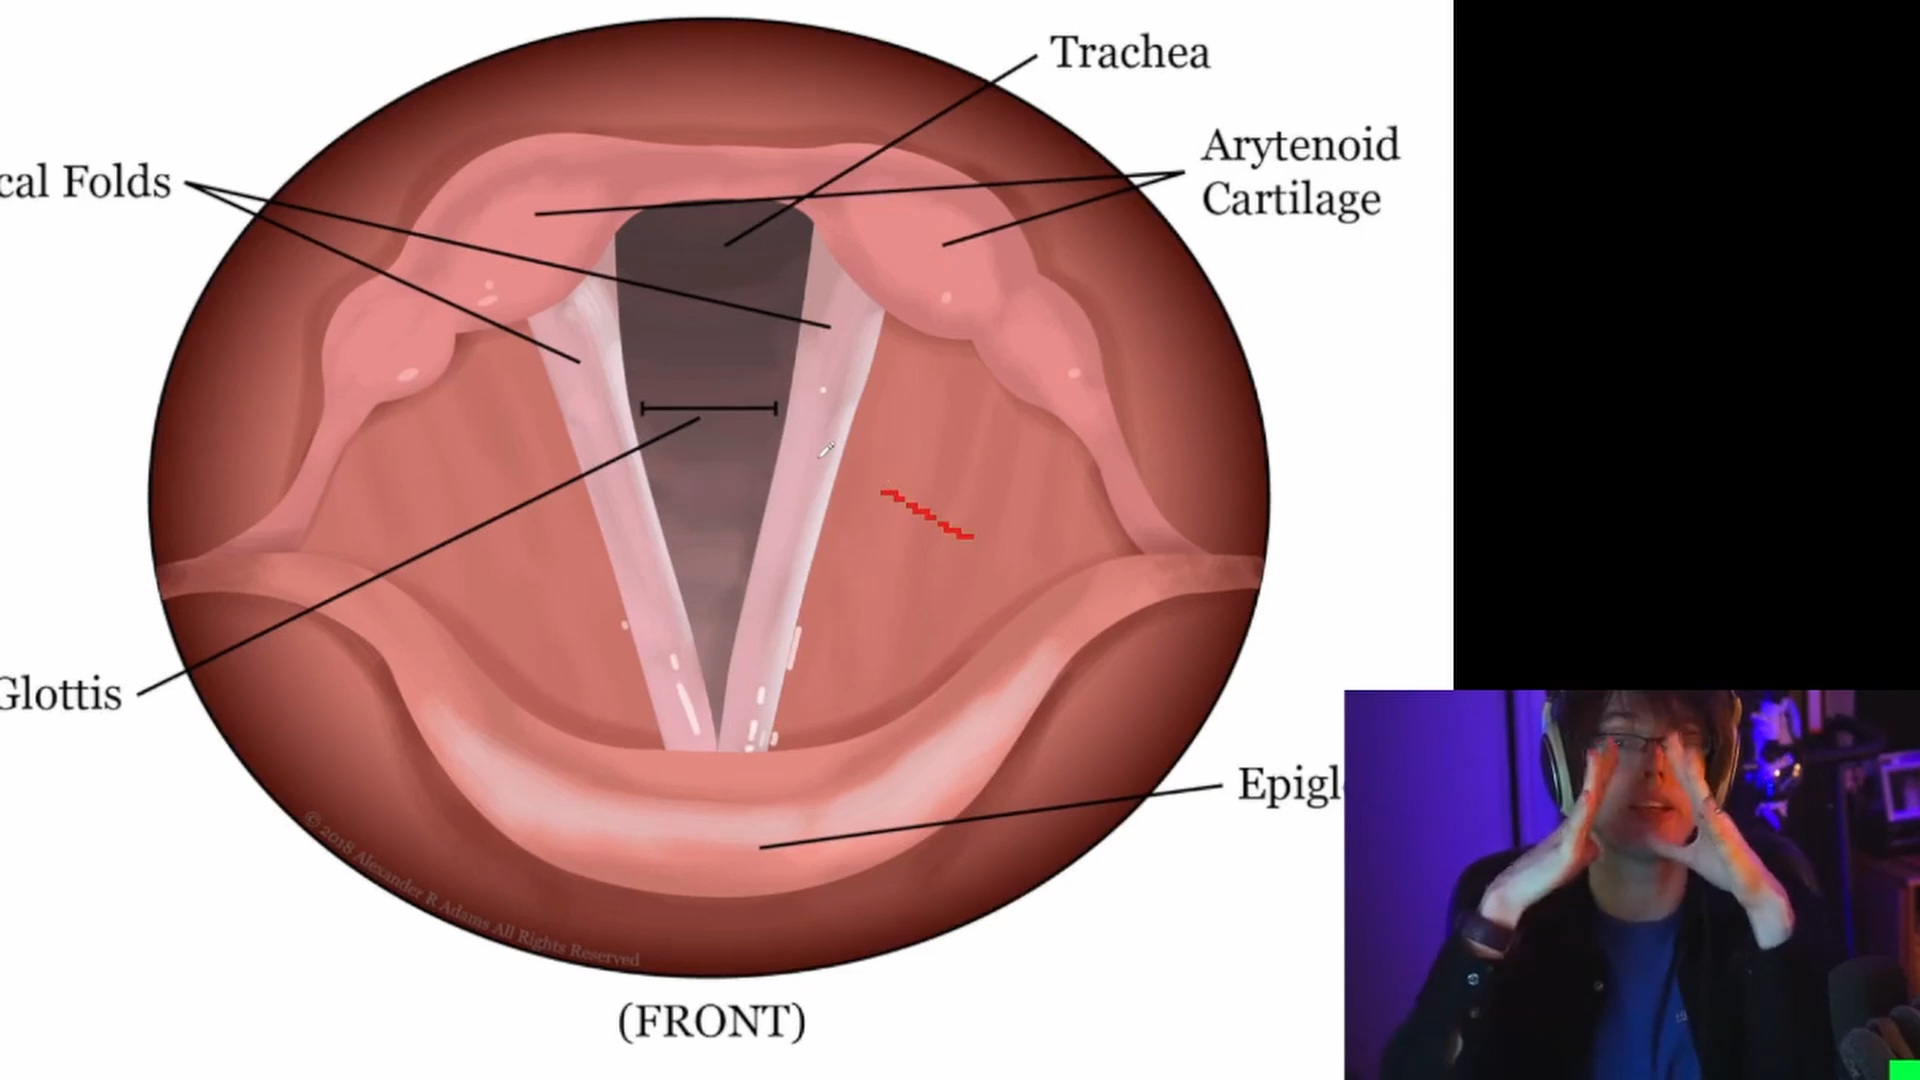 Trachea
Arytenoid
Cartilage
cal Folds
Glottis
Epigl
© 2018 Alexander R Adams All Rights Reserved
(FRONT)